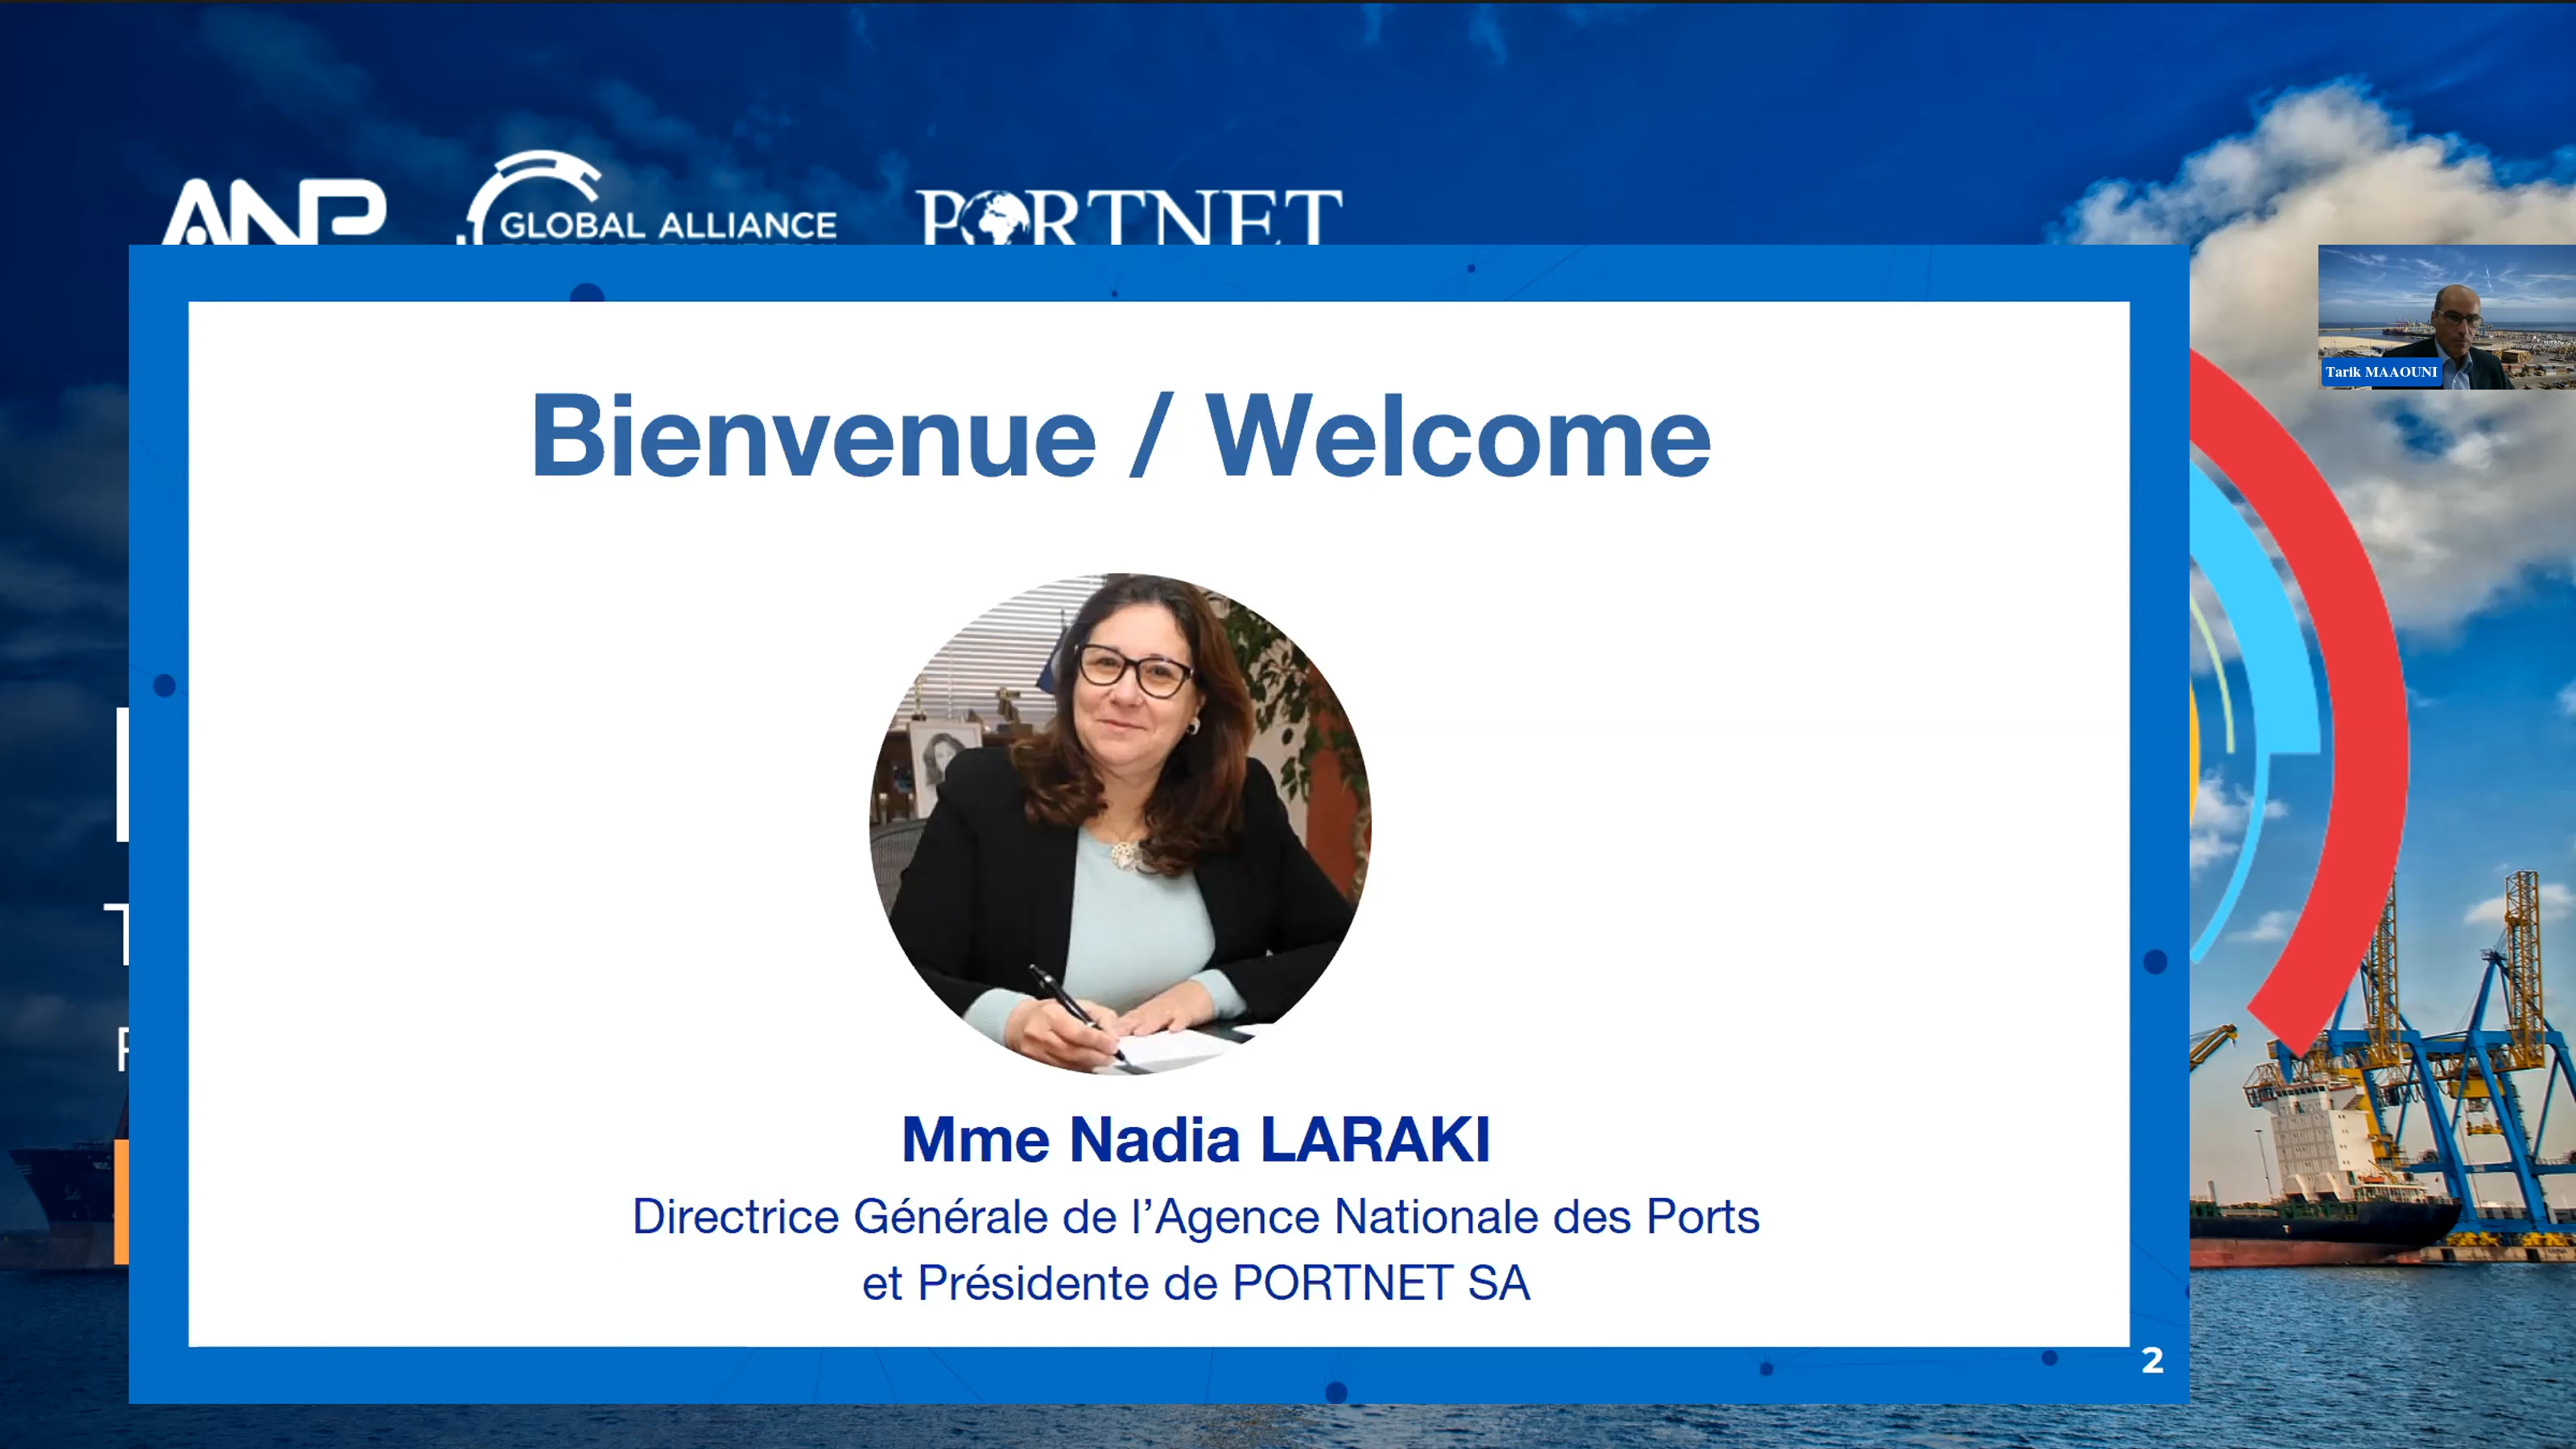 ANP
GLOBAL ALLIANCE
PORTNET
Tarik MAAOUNI
Bienvenue / Welcome
Mme Nadia LARAKI
Directrice Générale de l’Agence Nationale des Ports
et Présidente de PORTNET SA
2